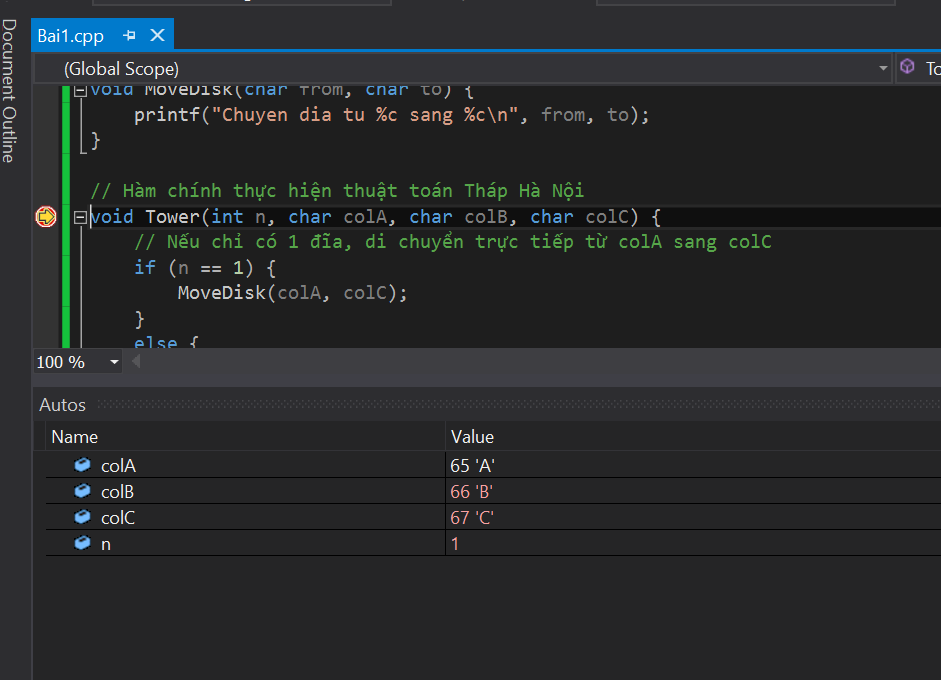 Document Outline
Bai1.cpp
(Global Scope)
To
void MoveDisk(char from, char to) {
printf("Chuyen dia tu %c sang %c\n", from, to);
}
// Hàm chính thực hiện thuật toán Tháp Hà Nội
void Tower(int n, char colA, char colB, char colC) {
// Nếu chỉ có 1 đĩa, di chuyển trực tiếp từ colA sang colC
if (n == 1) {
MoveDisk(colA, colC);
}
else {
100 %
Autos
Name Value
colA 65 'A'
colB 66 'B'
colC 67 'C'
n 1